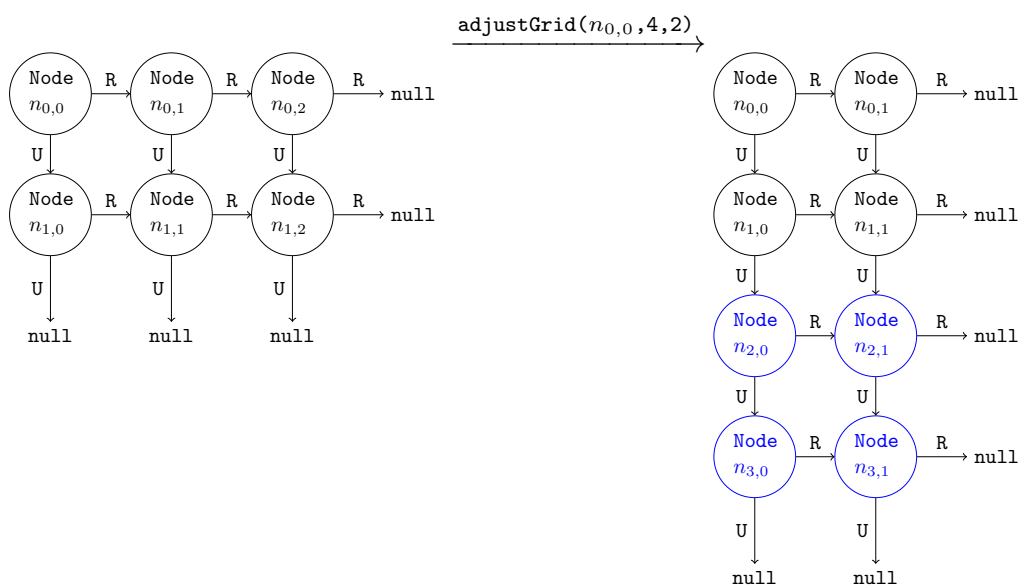 adjustGrid(n0,0,4,2)
Node R Node R Node R null
n0,0 n0,1 n0,2
U U U
Node R Node R Node R null
n1,0 n1,1 n1,2
U U U
null null null
Node R Node R null
n0,0 n0,1
U U
Node R Node R null
n1,0 n1,1
U U
Node R Node R null
n2,0 n2,1
U U
Node R Node R null
n3,0 n3,1
U U
null null